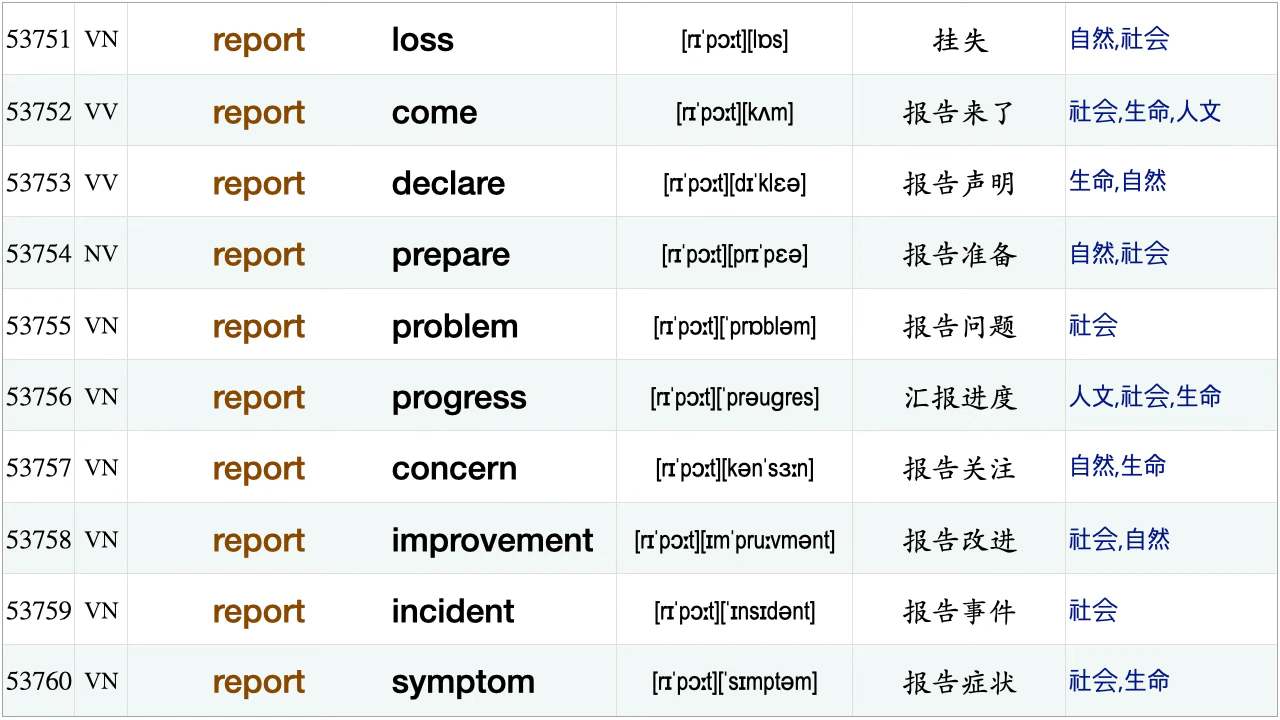 53751 VN report loss [rɪˈpɔːt][lɒs] 挂失 自然,社会
53752 VV report come [rɪˈpɔːt][kʌm] 报告来了 社会,生命,人文
53753 VV report declare [rɪˈpɔːt][dɪˈklɛə] 报告声明 生命,自然
53754 NV report prepare [rɪˈpɔːt][prɪˈpɛə] 报告准备 自然,社会
53755 VN report problem [rɪˈpɔːt][ˈprɒbləm] 报告问题 社会
53756 VN report progress [rɪˈpɔːt][ˈprəugres] 汇报进度 人文,社会,生命
53757 VN report concern [rɪˈpɔːt][kənˈsɜːn] 报告关注 自然,生命
53758 VN report improvement [rɪˈpɔːt][ɪmˈpruːvmənt] 报告改进 社会,自然
53759 VN report incident [rɪˈpɔːt][ˈɪnsɪdənt] 报告事件 社会
53760 VN report symptom [rɪˈpɔːt][ˈsɪmptəm] 报告症状 社会,生命